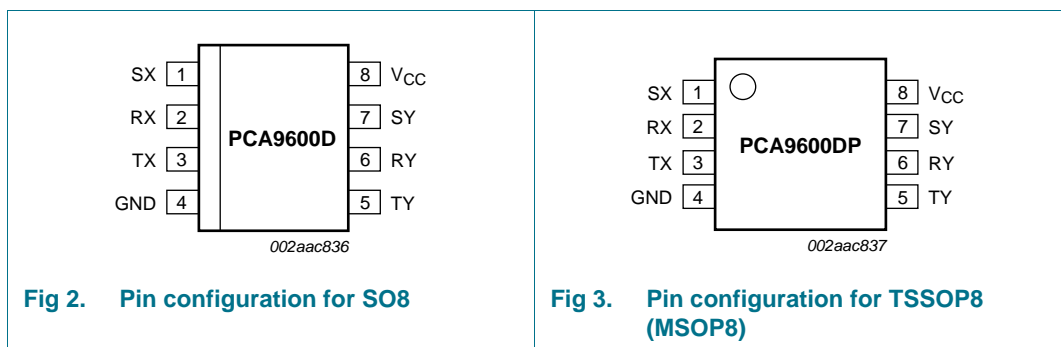 SX 1
RX 2
TX 3
GND 4
PCA9600D
8 VCC
7 SY
6 RY
5 TY
002aac836
Fig 2. Pin configuration for SO8
SX 1
RX 2
TX 3
GND 4
PCA9600DP
8 VCC
7 SY
6 RY
5 TY
002aac837
Fig 3. Pin configuration for TSSOP8
(MSOP8)